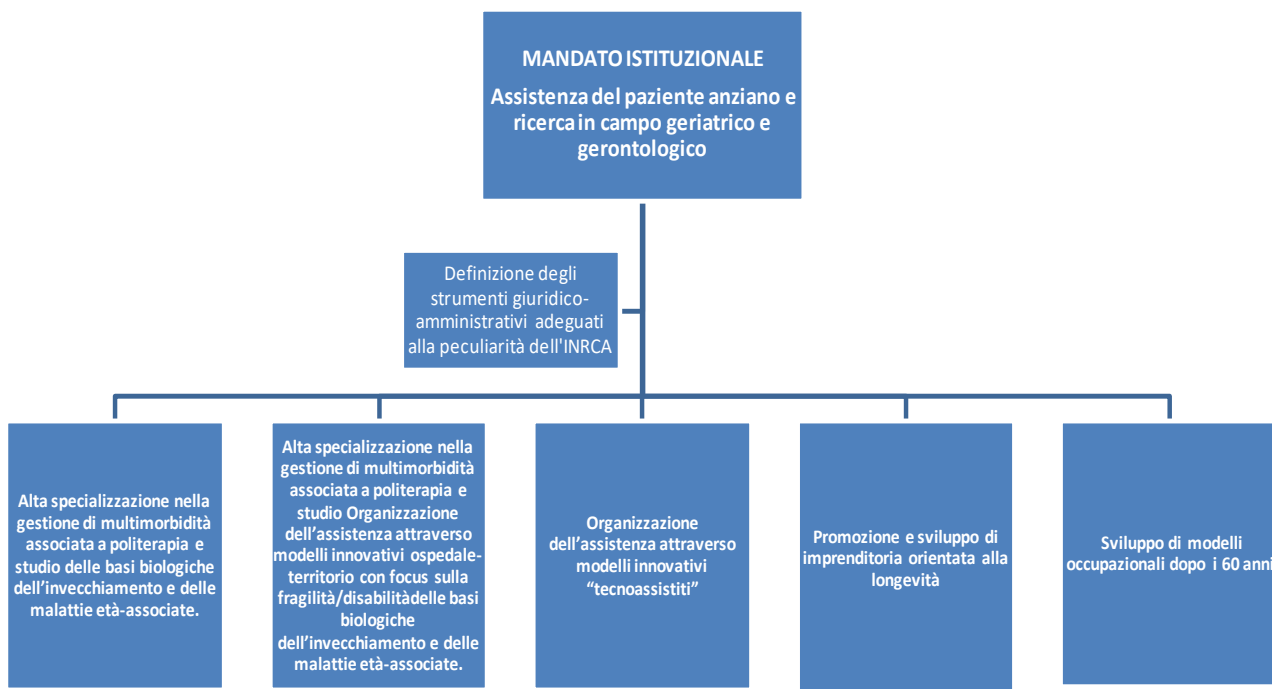 MANDATO ISTITUZIONALE
Assistenza del paziente anziano e
ricerca in campo geriatrico e
gerontologico
Definizione degli
strumenti giuridico-
amministrativi adeguati
alla peculiarità dell'INRCA
Alta specializzazione nella
gestione di multimorbidità
associata a politerapia e
studio delle basi biologiche
dell’invecchiamento e delle
malattie età-associate.
Alta specializzazione nella
gestione di multimorbidità
associata a politerapia e
studio Organizzazione
dell’assistenza attraverso
modelli innovativi ospedale-
territorio con focus sulla
fragilità/disabilitàdelle basi
biologiche
dell’invecchiamento e delle
malattie età-associate.
Organizzazione
dell’assistenza attraverso
modelli innovativi
“tecnoassistiti”
Promozione e sviluppo di
imprenditoria orientata alla
longevità
Sviluppo di modelli
occupazionali dopo i 60 anni